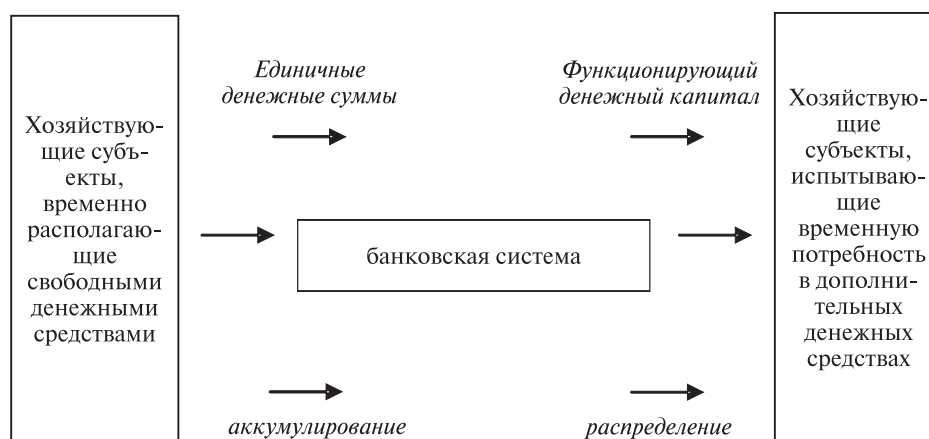 Хозяйствую-
щие субъ-
екты,
временно
располагаю-
щие
свободными
денежными
средствами
Единичные
денежные суммы
Функционирующий
денежный капитал
банковская система
аккумулирование
распределение
Хозяйствую-
щие
субъекты,
испытываю-
щие
временную
потребность
в дополни-
тельных
денежных
средствах